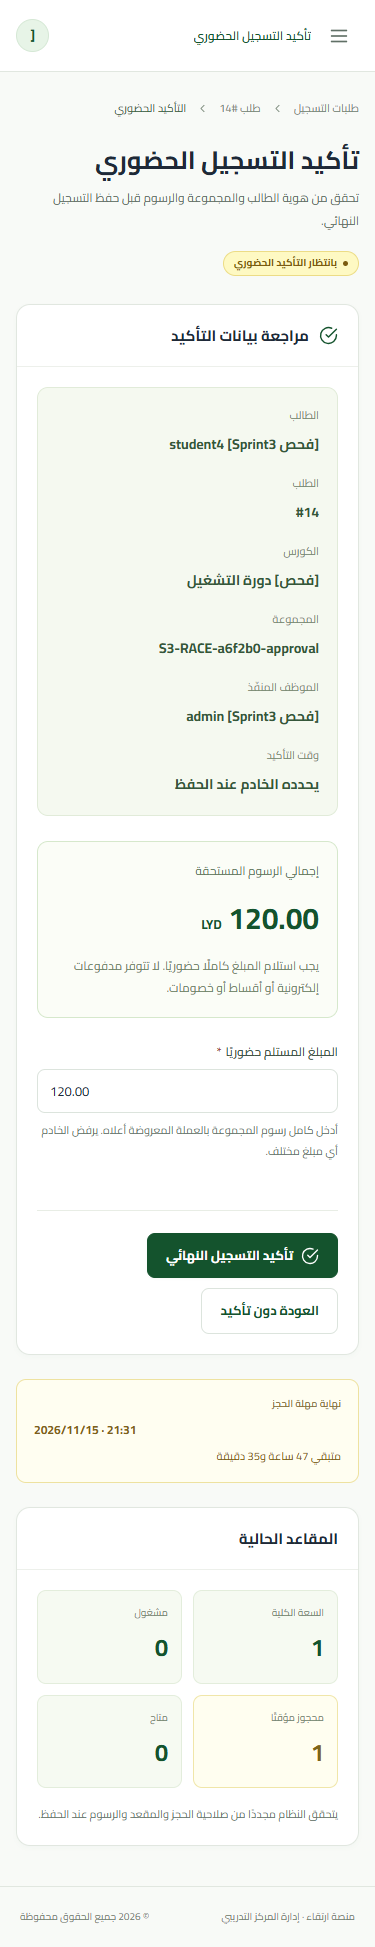 تأكيد التسجيل الحضوري
[
طلبات التسجيل > طلب #14 > التأكيد الحضوري
تأكيد التسجيل الحضوري
تحقق من هوية الطالب والمجموعة والرسوم قبل حفظ التسجيل
النهائي.
بانتظار التأكيد الحضوري
مراجعة بيانات التأكيد
الطالب
[فحص Sprint3] student4
الطلب
#14
الكورس
[فحص] دورة التشغيل
المجموعة
S3-RACE-a6f2b0-approval
الموظف المنفّذ
[فحص Sprint3] admin
وقت التأكيد
يحدده الخادم عند الحفظ
إجمالي الرسوم المستحقة
120.00 LYD
يجب استلام المبلغ كاملًا حضوريًا. لا تتوفر مدفوعات
إلكترونية أو أقساط أو خصومات.
المبلغ المستلم حضوريًا *
120.00
أدخل كامل رسوم المجموعة بالعملة المعروضة أعلاه. يرفض الخادم
أي مبلغ مختلف.
تأكيد التسجيل النهائي
العودة دون تأكيد
نهاية مهلة الحجز
2026/11/15 · 21:31
متبقي 47 ساعة و35 دقيقة
المقاعد الحالية
السعة الكلية
1
مشغول
0
محجوز مؤقتًا
1
متاح
0
يتحقق النظام مجددًا من صلاحية الحجز والمقعد والرسوم عند الحفظ.
منصة ارتقاء · إدارة المركز التدريبي
© 2026 جميع الحقوق محفوظة